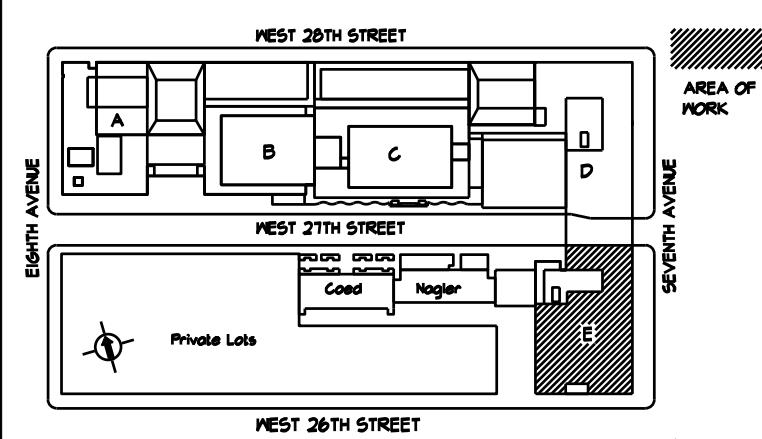 WEST 28TH STREET
AREA OF
WORK
A
B
C
D
EIGHTH AVENUE
SEVENTH AVENUE
WEST 27TH STREET
Coed
Nagler
E
Private Lots
WEST 26TH STREET